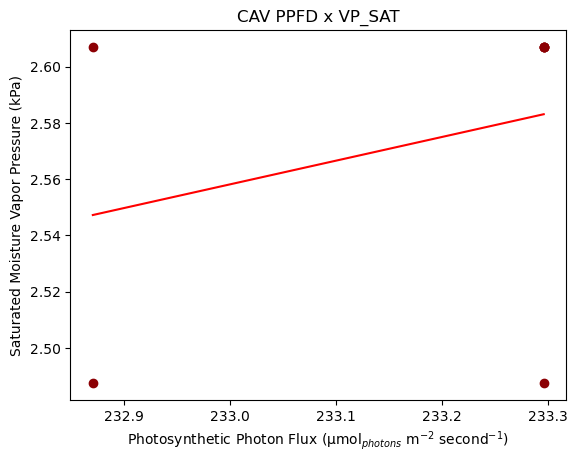 CAV PPFD x VP_SAT
Saturated Moisture Vapor Pressure (kPa)
2.60
2.58
2.56
2.54
2.52
2.50
232.9 233.0 233.1 233.2 233.3
Photosynthetic Photon Flux (μmol$_{photons}$ m$^{-2}$ second$^{-1}$)